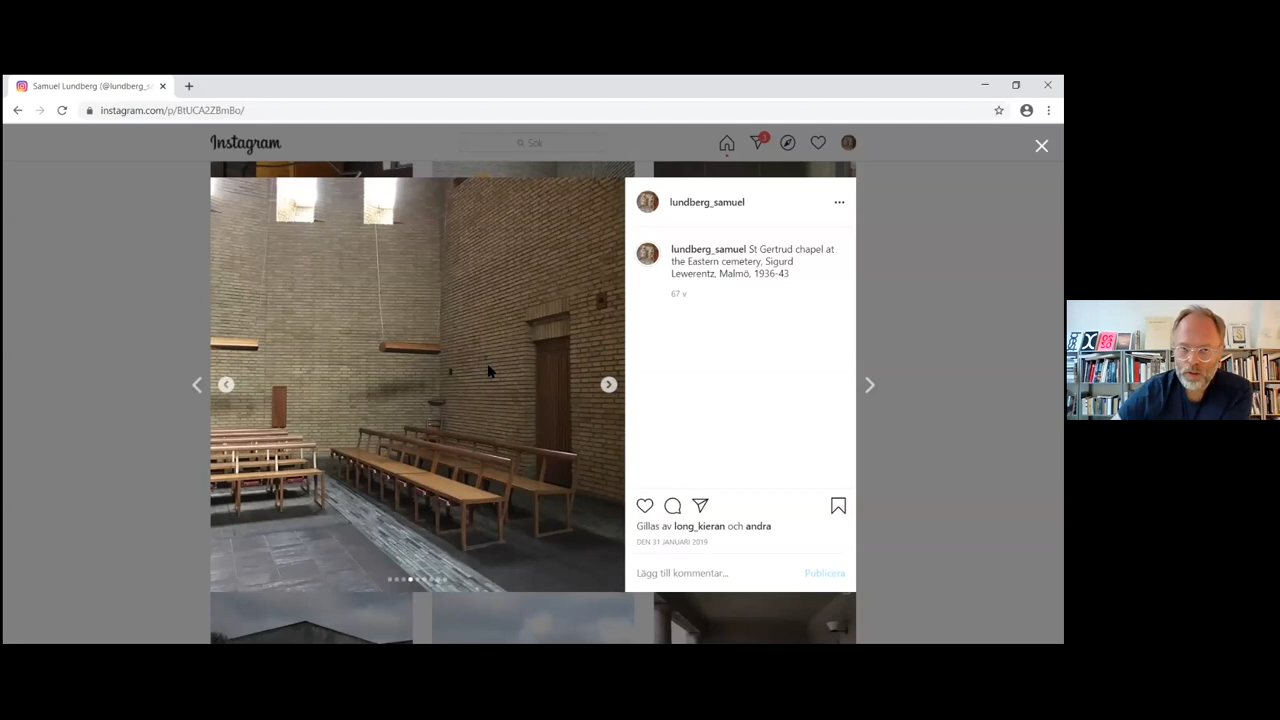 Samuel Lundberg (@lundberg_s
instagram.com/p/BtUCA2ZBmBo/
Instagram
Sök
3
lundberg_samuel
lundberg_samuel St Gertrud chapel at
the Eastern cemetery, Sigurd
Lewerentz, Malmö, 1936-43
67 v
Gillas av long_kieran och andra
DEN 31 JANUARI 2019
Lägg till kommentar...
Publicera